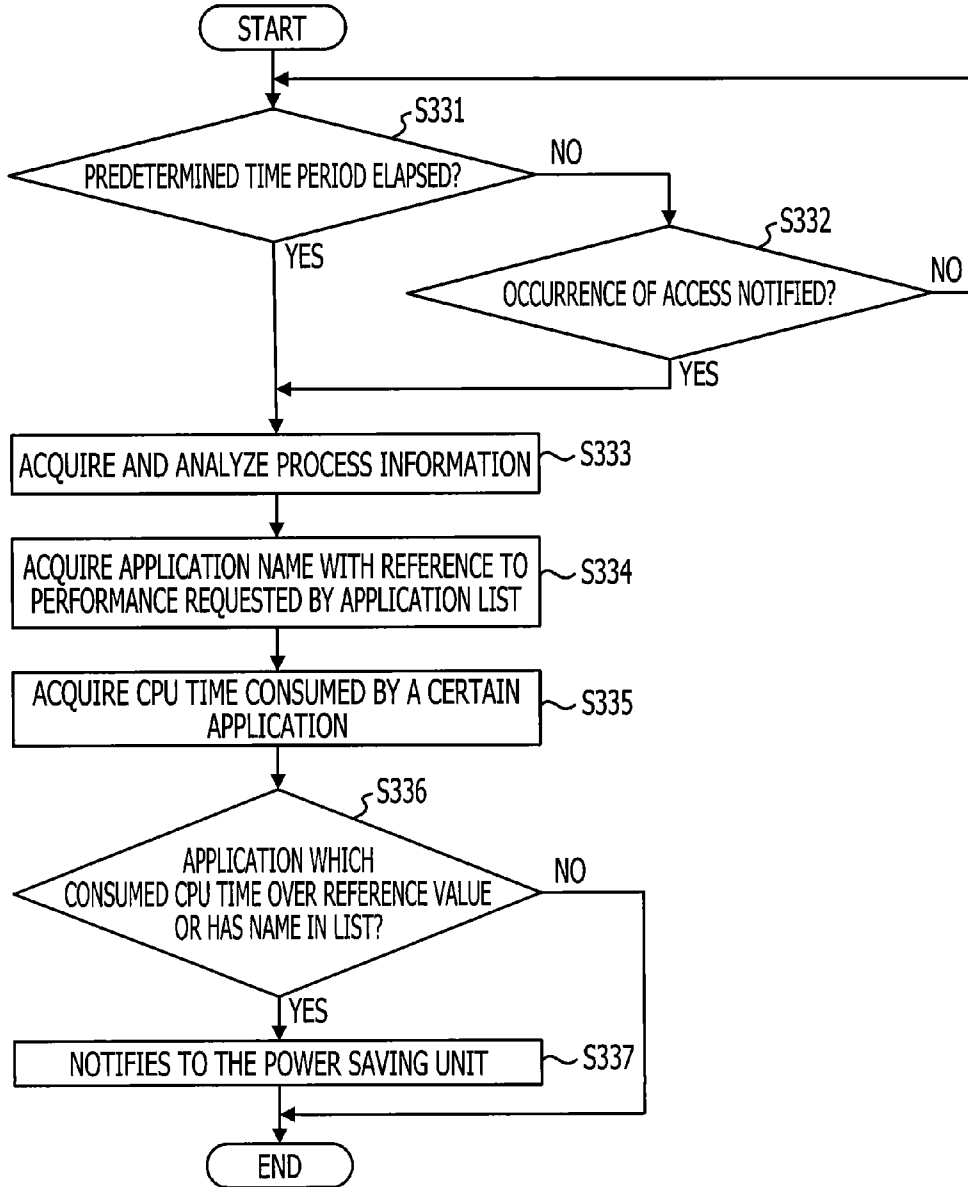 START
S331
PREDETERMINED TIME PERIOD ELAPSED?
NO
YES
S332
OCCURRENCE OF ACCESS NOTIFIED?
NO
YES
ACQUIRE AND ANALYZE PROCESS INFORMATION
S333
ACQUIRE APPLICATION NAME WITH REFERENCE TO
PERFORMANCE REQUESTED BY APPLICATION LIST
S334
ACQUIRE CPU TIME CONSUMED BY A CERTAIN
APPLICATION
S335
S336
APPLICATION WHICH
CONSUMED CPU TIME OVER REFERENCE VALUE
OR HAS NAME IN LIST?
NO
YES
NOTIFIES TO THE POWER SAVING UNIT
S337
END